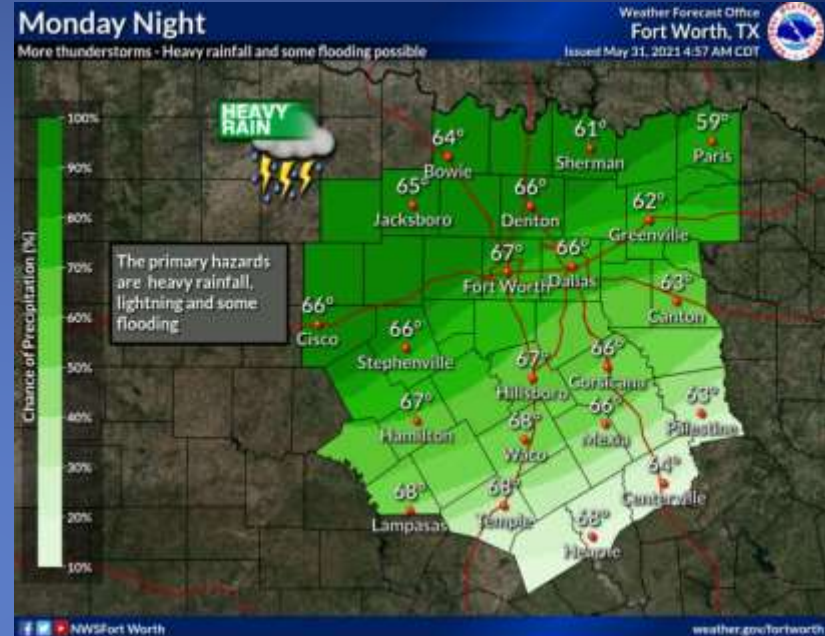 Monday Night
More thunderstorms - Heavy rainfall and some flooding possible
Weather Forecast Office
Fort Worth, TX
Issued May 31, 2021 4:57 AM CDT
HEAVY
RAIN
Chance of Precipitation (%)
100%
90%
80%
70%
60%
50%
40%
30%
20%
10%
The primary hazards
are heavy rainfall,
lightning and some
flooding
64°
Bowie
61°
Sherman
59°
Paris
65°
Jacksboro
66°
Denton
62°
Greenville
67°
Fort Worth
66°
Dallas
63°
Canton
66°
Cisco
66°
Stephenville
67°
Hillsboro
66°
Corsicana
63°
Palestine
67°
Hamilton
68°
Waco
66°
Mexia
64°
Centerville
68°
Lampasas
68°
Temple
68°
Hearne
NWSFort Worth
weather.gov/fortworth